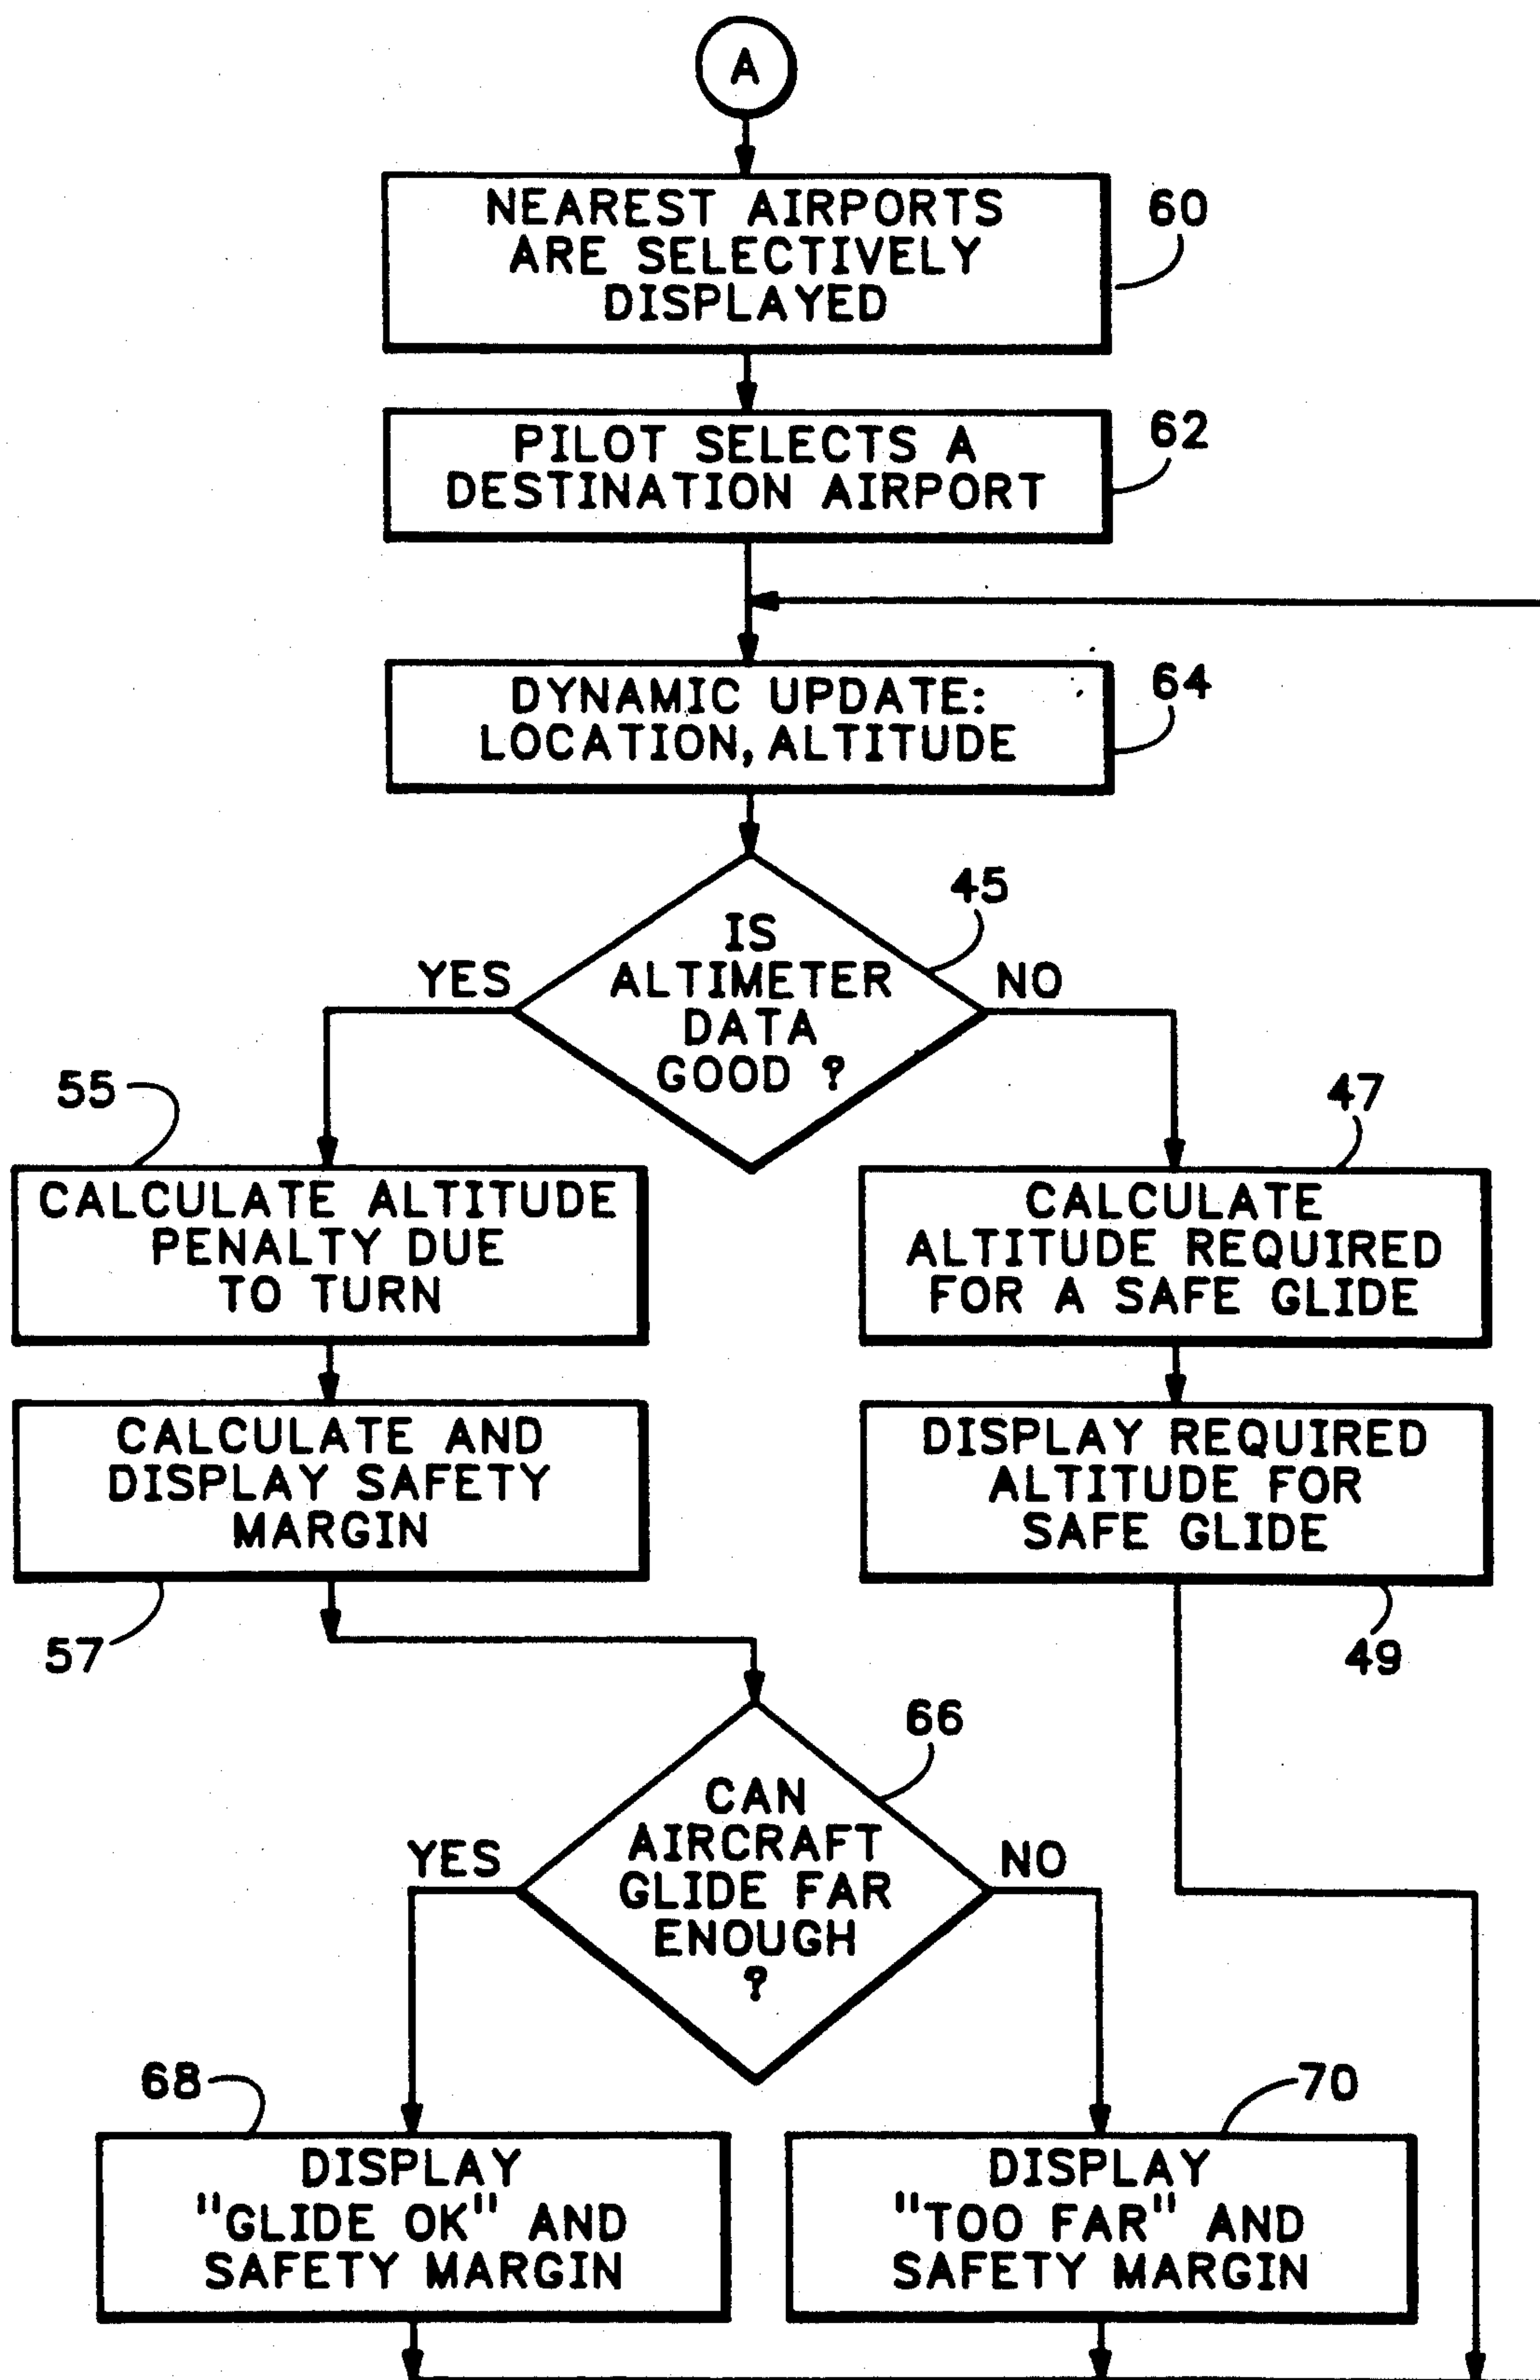 A
NEAREST AIRPORTS
ARE SELECTIVELY
DISPLAYED
60
PILOT SELECTS A
DESTINATION AIRPORT
62
DYNAMIC UPDATE:
LOCATION, ALTITUDE
64
45
IS
ALTIMETER
DATA
GOOD ?
YES
NO
55
CALCULATE ALTITUDE
PENALTY DUE
TO TURN
47
CALCULATE
ALTITUDE REQUIRED
FOR A SAFE GLIDE
CALCULATE AND
DISPLAY SAFETY
MARGIN
57
DISPLAY REQUIRED
ALTITUDE FOR
SAFE GLIDE
49
66
CAN
AIRCRAFT
GLIDE FAR
ENOUGH
?
YES
NO
68
DISPLAY
"GLIDE OK" AND
SAFETY MARGIN
70
DISPLAY
"TOO FAR" AND
SAFETY MARGIN